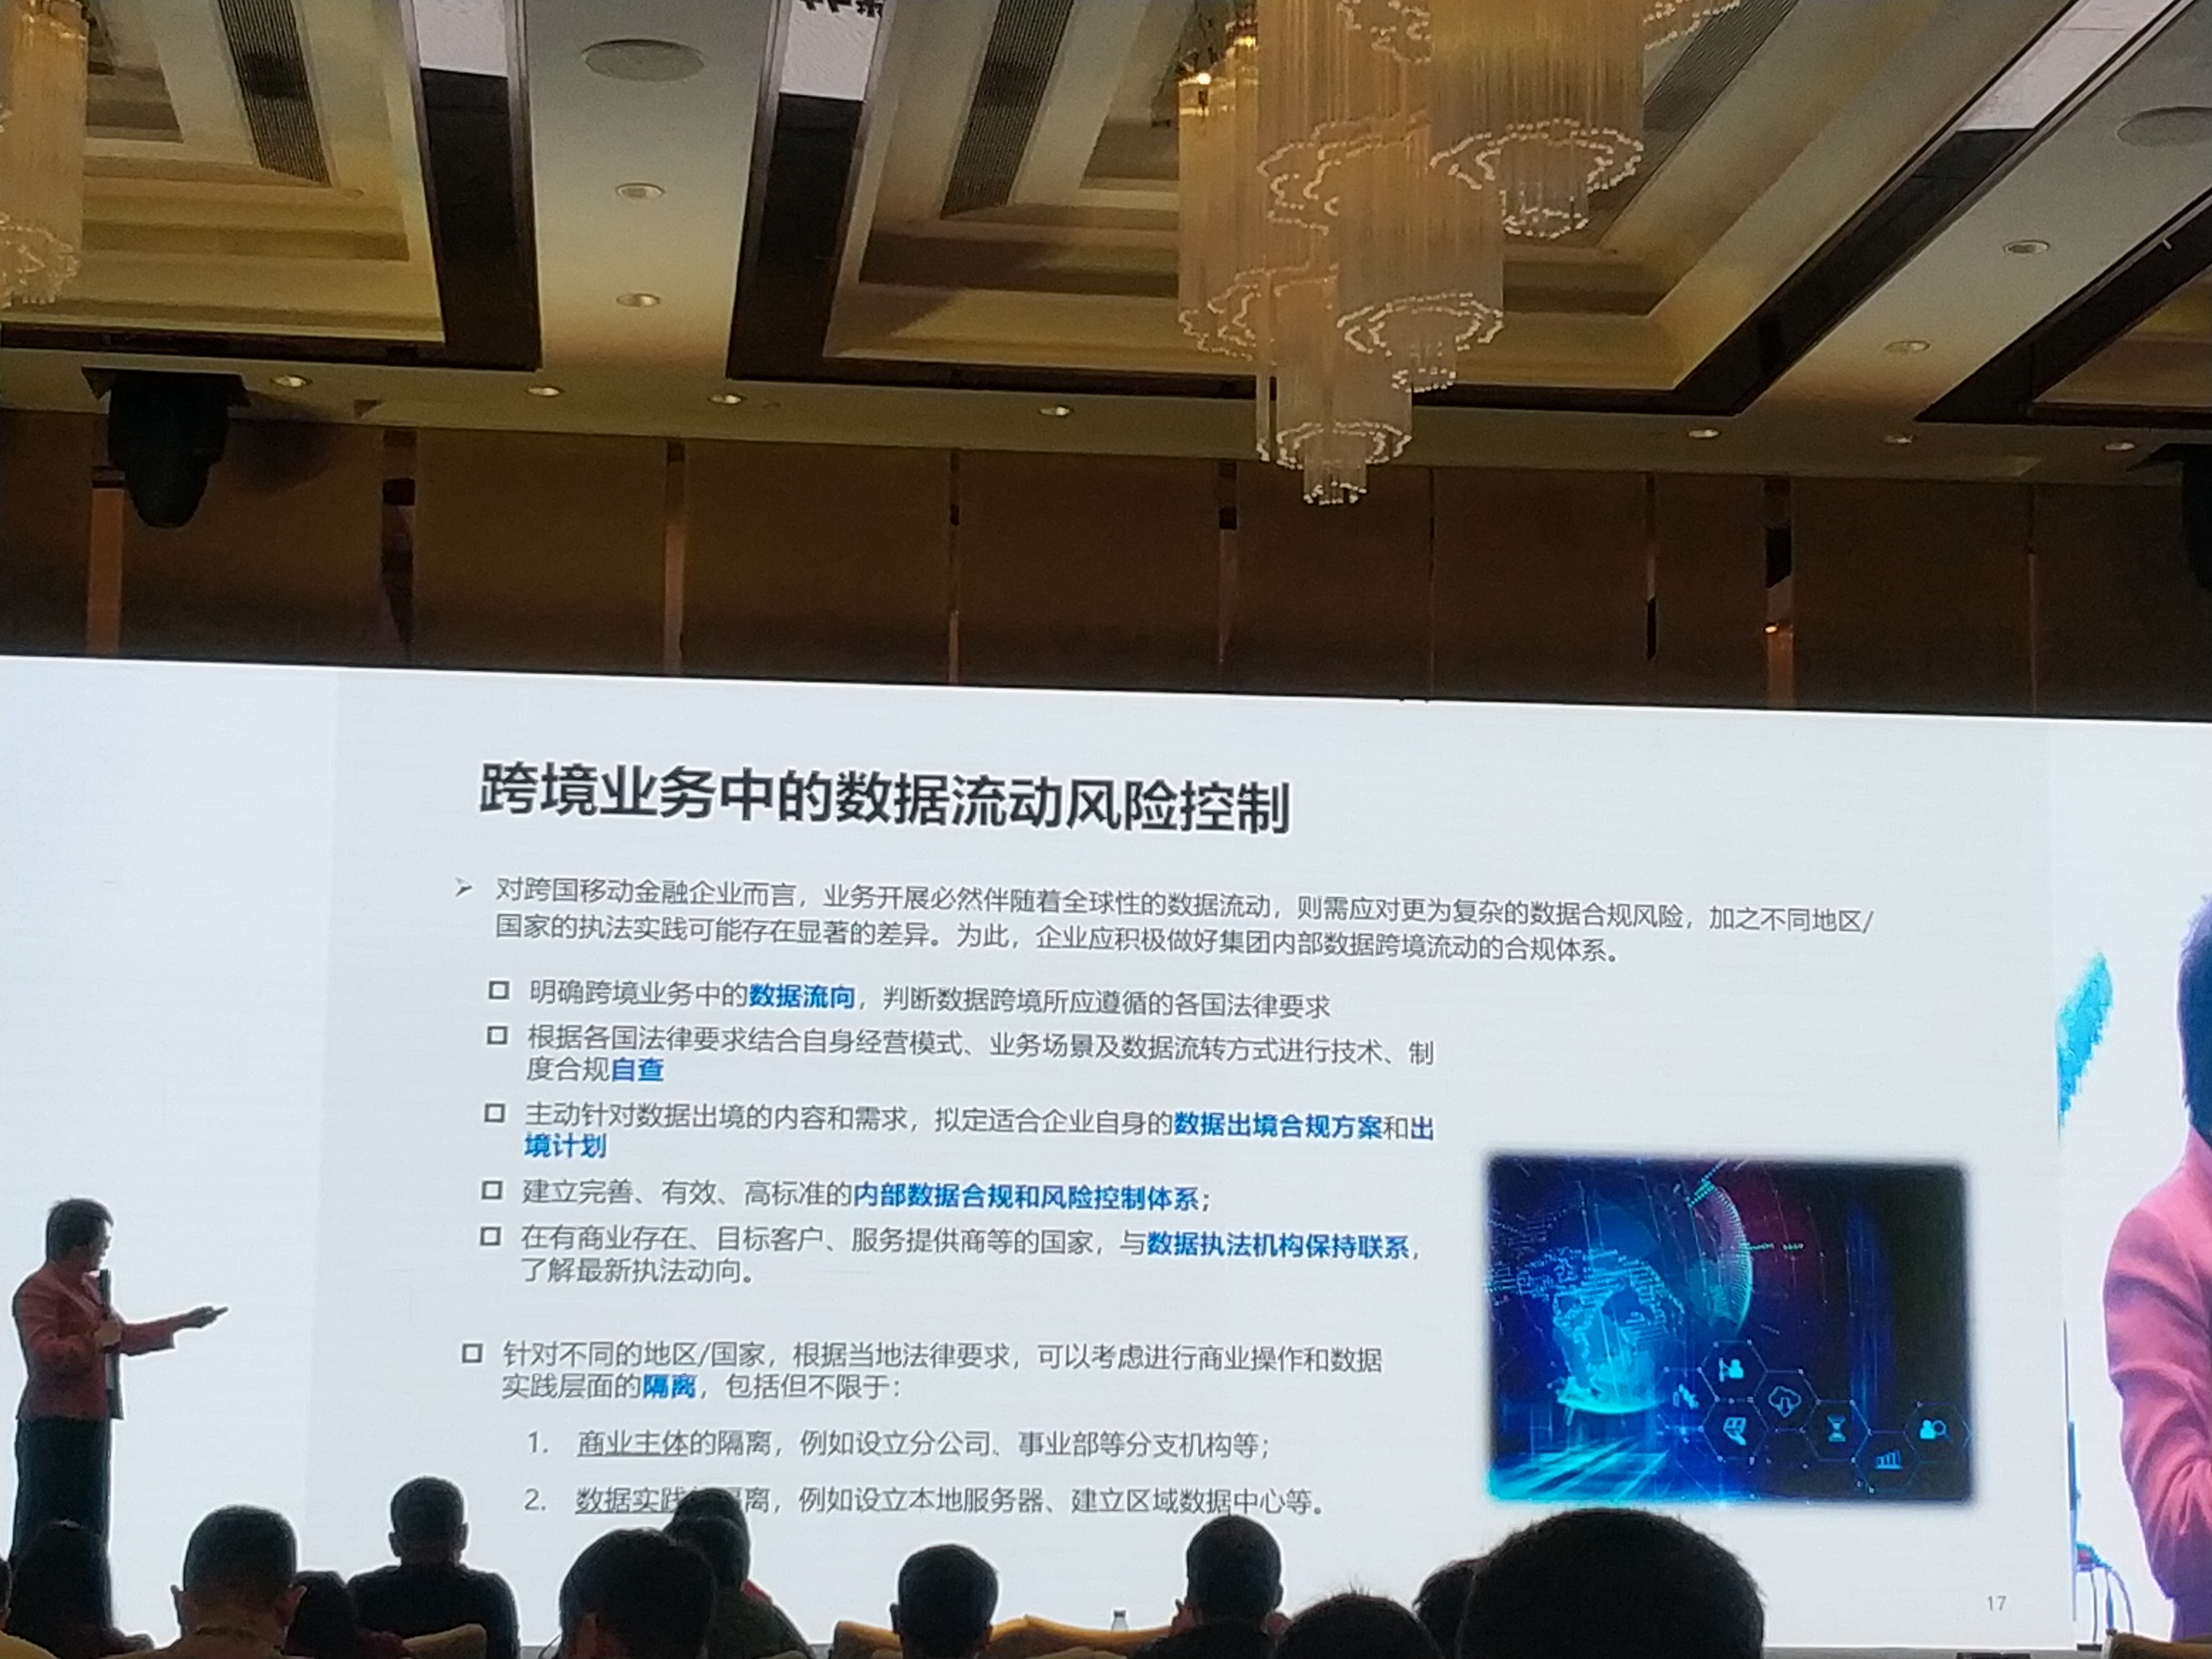 跨境业务中的数据流动风险控制
➢ 对跨国移动金融企业而言，业务开展必然伴随着全球性的数据流动，则需应对更为复杂的数据合规风险，加之不同地区/
国家的执法实践可能存在显著的差异。为此，企业应积极做好集团内部数据跨境流动的合规体系。
□ 明确跨境业务中的数据流向，判断数据跨境所应遵循的各国法律要求
□ 根据各国法律要求结合自身经营模式、业务场景及数据流转方式进行技术、制
度合规自查
□ 主动针对数据出境的内容和需求，拟定适合企业自身的数据出境合规方案和出
境计划
□ 建立完善、有效、高标准的内部数据合规和风险控制体系；
□ 在有商业存在、目标客户、服务提供商等的国家，与数据执法机构保持联系，
了解最新执法动向。
□ 针对不同的地区/国家，根据当地法律要求，可以考虑进行商业操作和数据
实践层面的隔离，包括但不限于：
1. 商业主体的隔离，例如设立分公司、事业部等分支机构等；
2. 数据实践离，例如设立本地服务器、建立区域数据中心等。
17